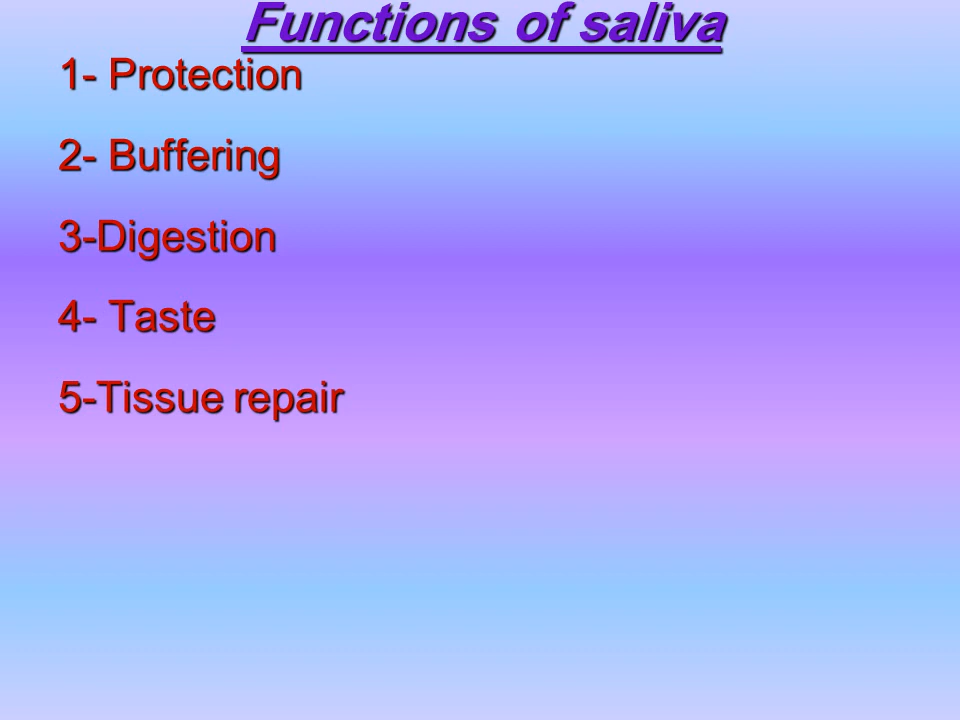 Functions of saliva
1- Protection
2- Buffering
3-Digestion
4- Taste
5-Tissue repair